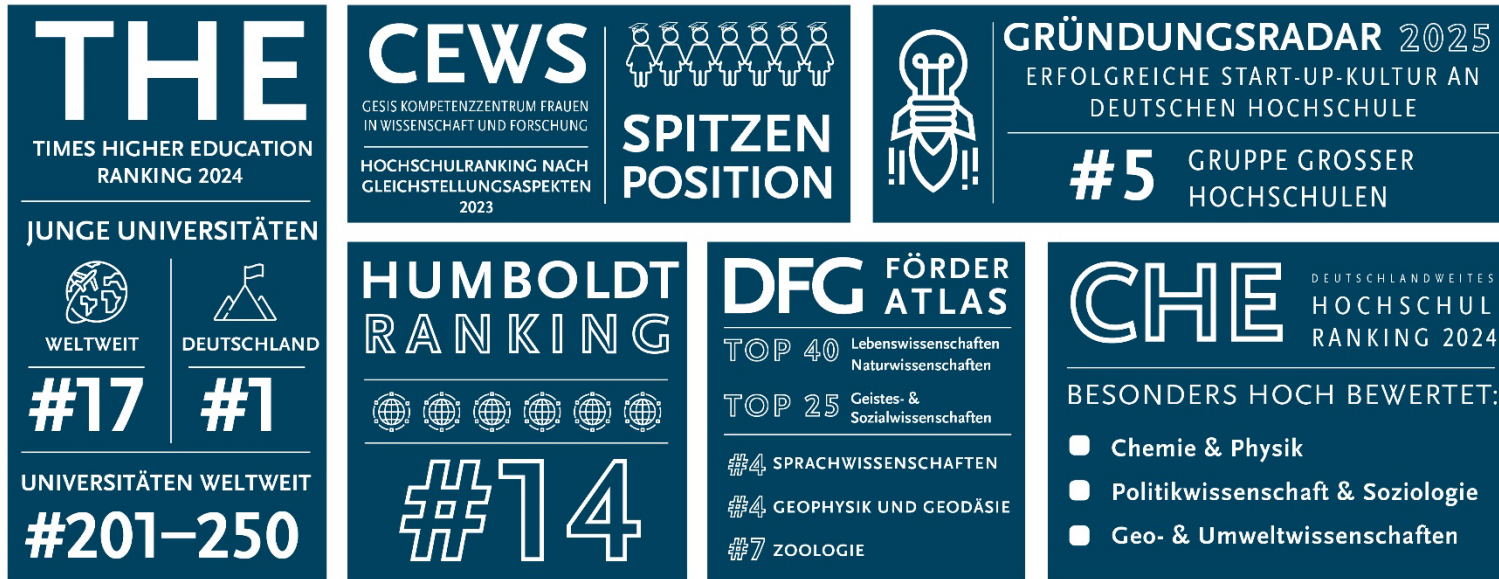 THE
TIMES HIGHER EDUCATION
RANKING 2024
JUNGE UNIVERSITÄTEN
WELTWEIT
#17
DEUTSCHLAND
#1
UNIVERSITÄTEN WELTWEIT
#201–250
CEWS
GESIS KOMPETENZZENTRUM FRAUEN
IN WISSENSCHAFT UND FORSCHUNG
HOCHSCHULRANKING NACH
GLEICHSTELLUNGSASPEKTEN
2023
SPITZEN
POSITION
GRÜNDUNGSRADAR 2025
ERFOLGREICHE START-UP-KULTUR AN
DEUTSCHEN HOCHSCHULE
#5 GRUPPE GROSSER
HOCHSCHULEN
HUMBOLDT
RANKING
#14
DFG FÖRDER
ATLAS
TOP 40 Lebenswissenschaften
Naturwissenschaften
TOP 25 Geistes- &
Sozialwissenschaften
#4 SPRACHWISSENSCHAFTEN
#4 GEOPHYSIK UND GEODÄSIE
#7 ZOOLOGIE
CHE
DEUTSCHLANDWEITES
HOCHSCHUL
RANKING 2024
BESONDERS HOCH BEWERTET:
Chemie & Physik
Politikwissenschaft & Soziologie
Geo- & Umweltwissenschaften